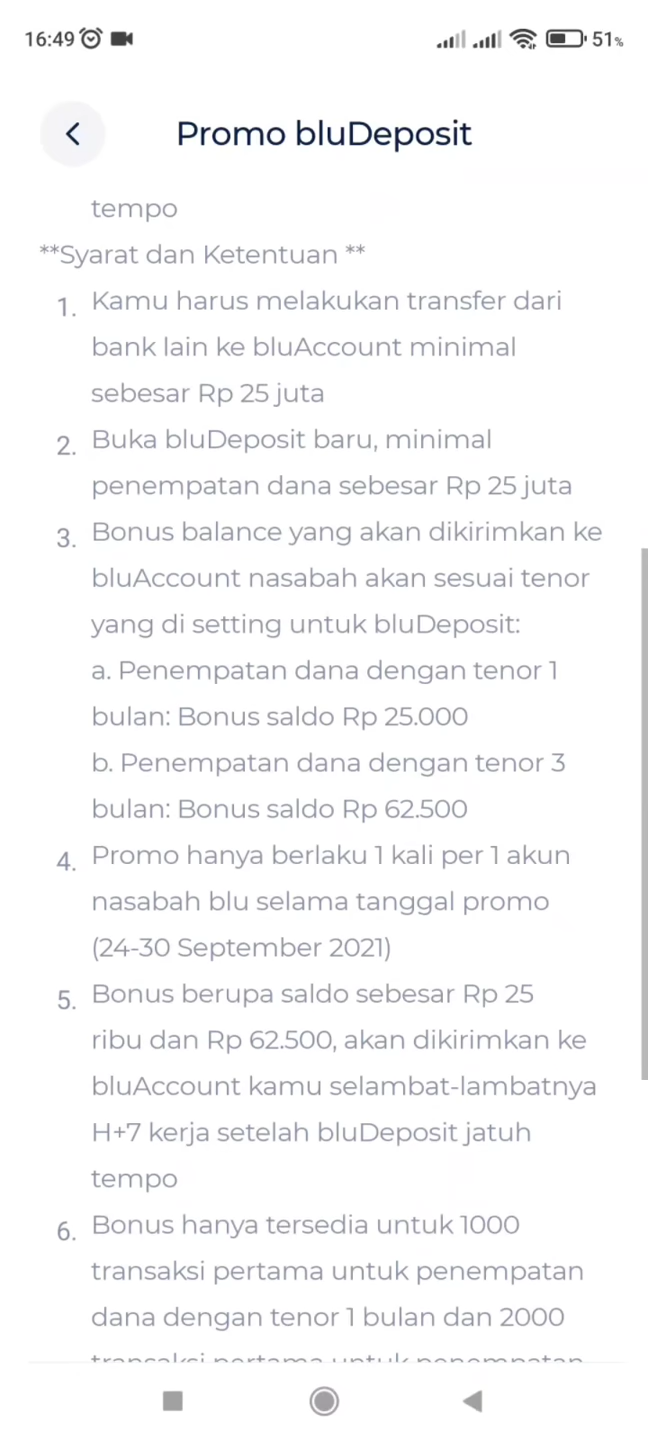 16:49
51%
Promo bluDeposit
tempo
**Syarat dan Ketentuan **
1. Kamu harus melakukan transfer dari
bank lain ke bluAccount minimal
sebesar Rp 25 juta
2. Buka bluDeposit baru, minimal
penempatan dana sebesar Rp 25 juta
3. Bonus balance yang akan dikirimkan ke
bluAccount nasabah akan sesuai tenor
yang di setting untuk bluDeposit:
a. Penempatan dana dengan tenor 1
bulan: Bonus saldo Rp 25.000
b. Penempatan dana dengan tenor 3
bulan: Bonus saldo Rp 62.500
4. Promo hanya berlaku 1 kali per 1 akun
nasabah blu selama tanggal promo
(24-30 September 2021)
5. Bonus berupa saldo sebesar Rp 25
ribu dan Rp 62.500, akan dikirimkan ke
bluAccount kamu selambat-lambatnya
H+7 kerja setelah bluDeposit jatuh
tempo
6. Bonus hanya tersedia untuk 1000
transaksi pertama untuk penempatan
dana dengan tenor 1 bulan dan 2000
transaksi pertama untuk penempatan